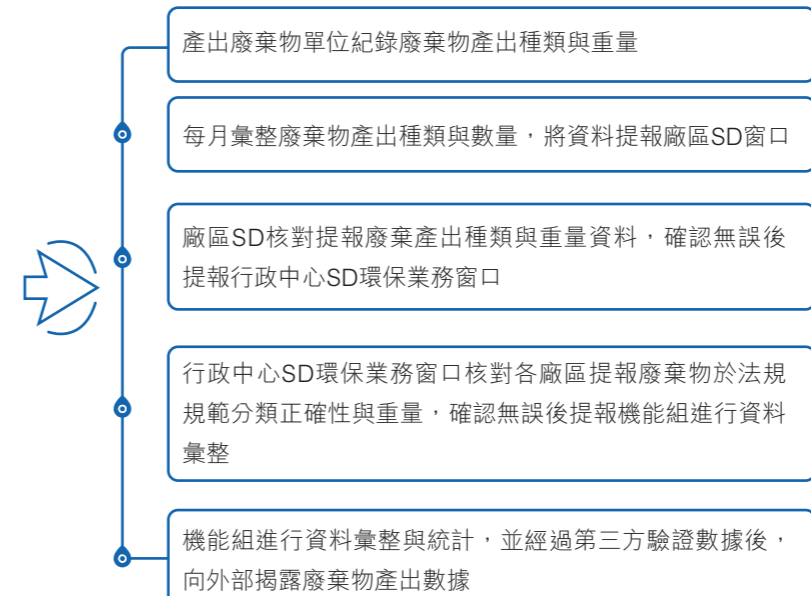 產出廢棄物單位紀錄廢棄物產出種類與重量
每月彙整廢棄物產出種類與數量，將資料提報廠區SD窗口
廠區SD核對提報廢棄產出種類與重量資料，確認無誤後
提報行政中心SD環保業務窗口
行政中心SD環保業務窗口核對各廠區提報廢棄物於法規
規範分類正確性與重量，確認無誤後提報機能組進行資料
彙整
機能組進行資料彙整與統計，並經過第三方驗證數據後，
向外部揭露廢棄物產出數據